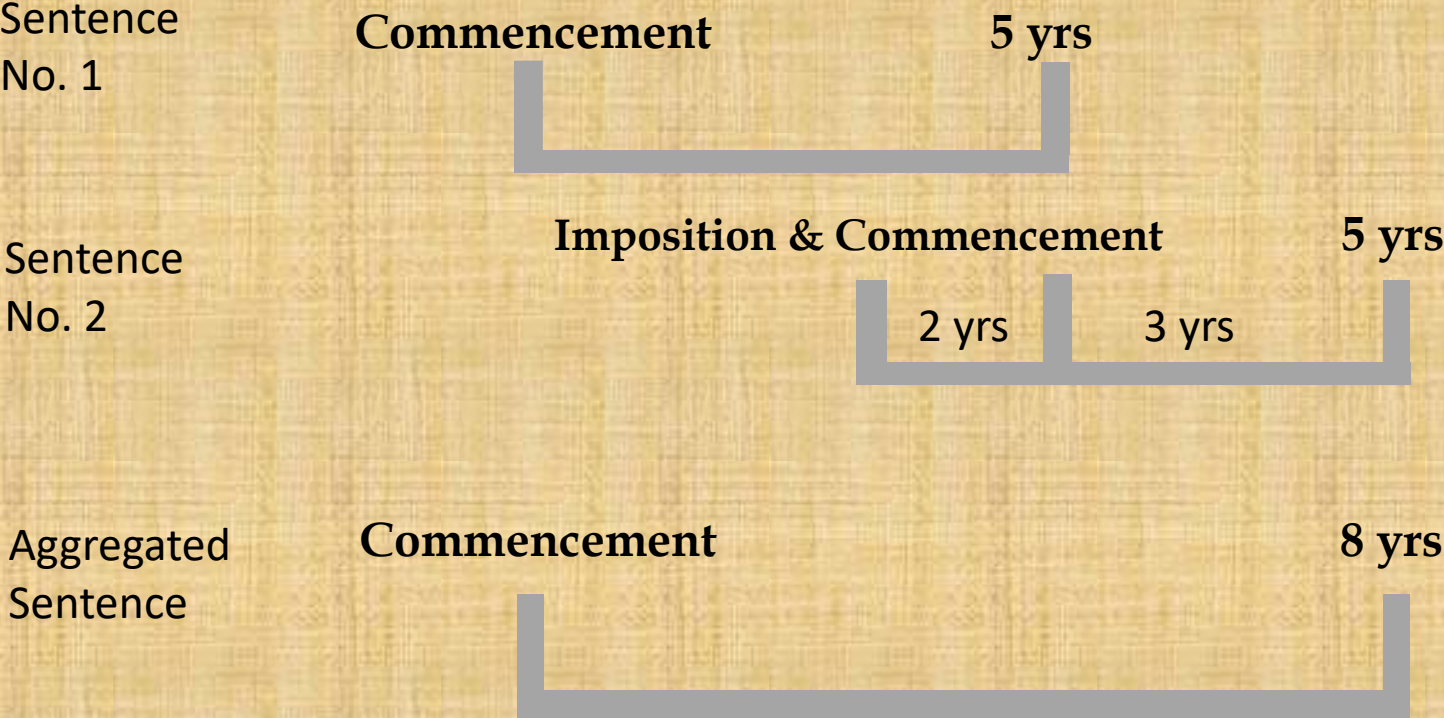 Sentence
No. 1
Commencement 5 yrs
Imposition & Commencement 5 yrs
Sentence
No. 2
2 yrs 3 yrs
Aggregated
Sentence
Commencement 8 yrs